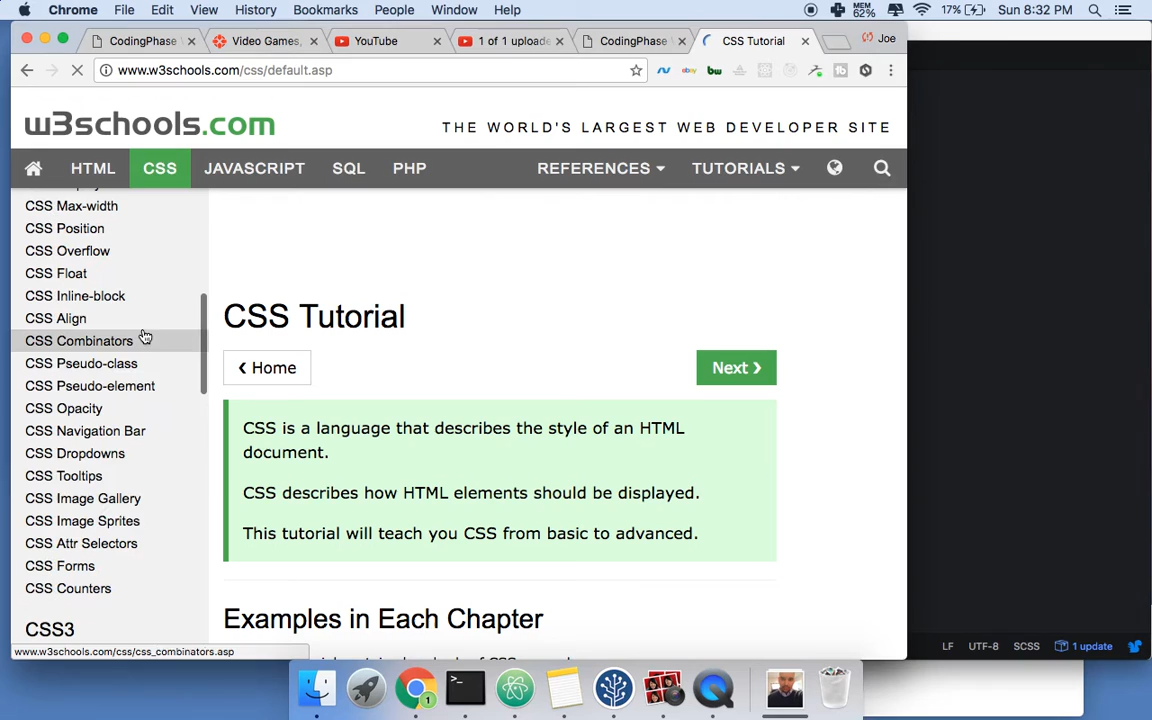 Chrome File Edit View History Bookmarks People Window Help MEM 62% 17% Sun 8:32 PM
CodingPhase Video Games, YouTube 1 of 1 uploade CodingPhase CSS Tutorial Joe
www.w3schools.com/css/default.asp
w3schools.com THE WORLD'S LARGEST WEB DEVELOPER SITE
HTML CSS JAVASCRIPT SQL PHP REFERENCES TUTORIALS
CSS Max-width
CSS Position
CSS Overflow
CSS Float
CSS Inline-block
CSS Align
CSS Combinators
CSS Pseudo-class
CSS Pseudo-element
CSS Opacity
CSS Navigation Bar
CSS Dropdowns
CSS Tooltips
CSS Image Gallery
CSS Image Sprites
CSS Attr Selectors
CSS Forms
CSS Counters
CSS3
CSS Tutorial
❮ Home Next ❯
CSS is a language that describes the style of an HTML
document.
CSS describes how HTML elements should be displayed.
This tutorial will teach you CSS from basic to advanced.
Examples in Each Chapter
www.w3schools.com/css/css_combinators.asp
LF UTF-8 SCSS 1 update